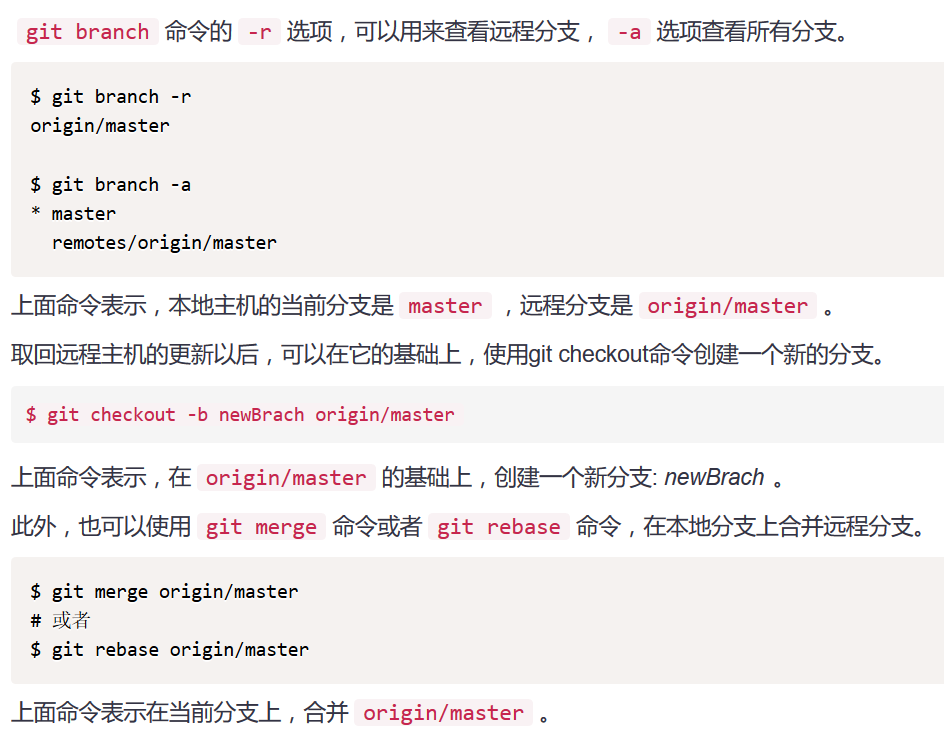 git branch 命令的 -r 选项，可以用来查看远程分支， -a 选项查看所有分支。
$ git branch -r
origin/master
$ git branch -a
* master
remotes/origin/master
上面命令表示，本地主机的当前分支是 master ，远程分支是 origin/master 。
取回远程主机的更新以后，可以在它的基础上，使用git checkout命令创建一个新的分支。
$ git checkout -b newBrach origin/master
上面命令表示，在 origin/master 的基础上，创建一个新分支: newBrach 。
此外，也可以使用 git merge 命令或者 git rebase 命令，在本地分支上合并远程分支。
$ git merge origin/master
# 或者
$ git rebase origin/master
上面命令表示在当前分支上，合并 origin/master 。